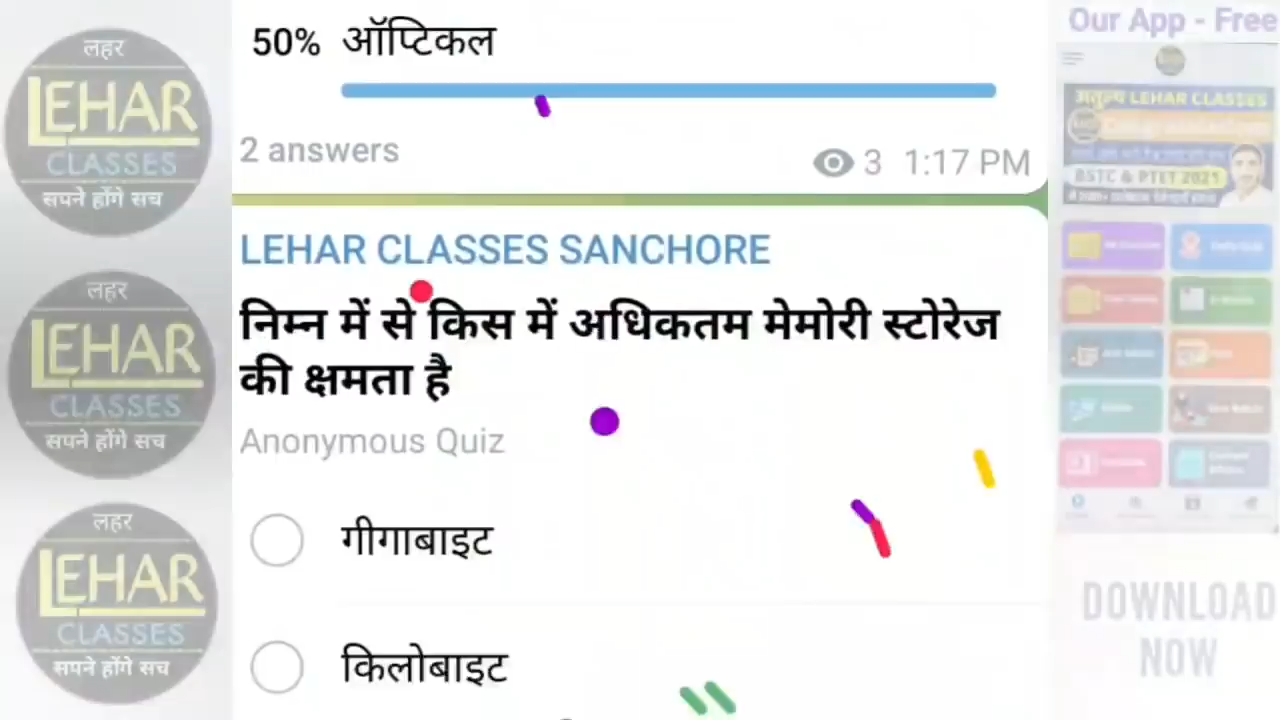 लहर
LEHAR
CLASSES
सपने होंगे सच
लहर
LEHAR
CLASSES
सपने होंगे सच
लहर
LEHAR
CLASSES
सपने होंगे सच
50% ऑप्टिकल
2 answers
3 1:17 PM
LEHAR CLASSES SANCHORE
निम्न में से किस में अधिकतम मेमोरी स्टोरेज
की क्षमता है
Anonymous Quiz
गीगाबाइट
किलोबाइट
Our App - Free
अतुल्य LEHAR CLASSES
BSTC & PTET 2021
DOWNLOAD
NOW